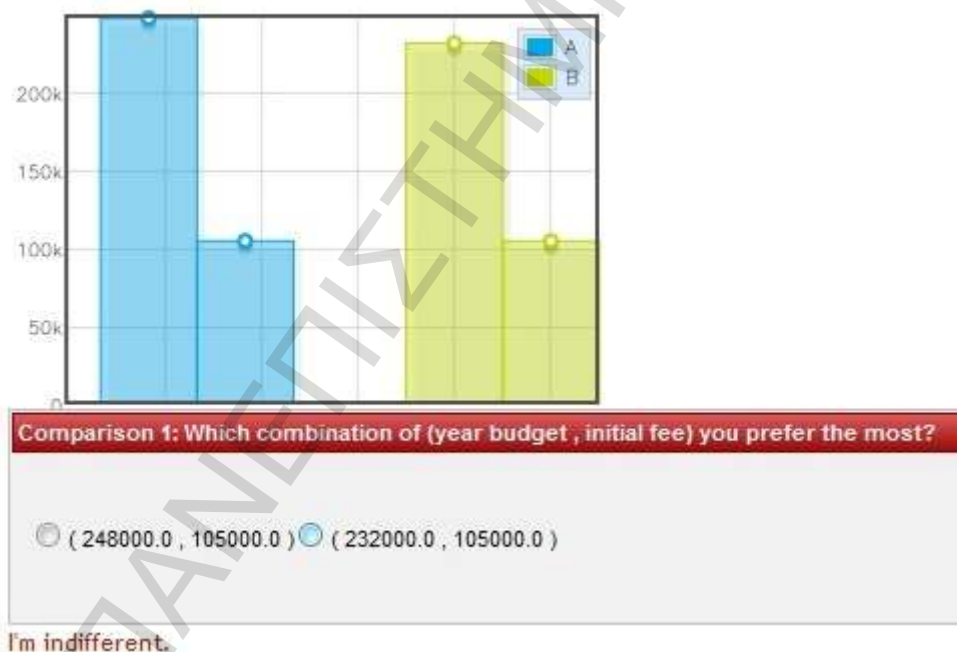 A
B
200k
150k
100k
50k
0
Comparison 1: Which combination of (year budget , initial fee) you prefer the most?
( 248000.0 , 105000.0 ) ( 232000.0 , 105000.0 )
I'm indifferent.
ΠΑΝΕΠΙΣΤΗΜΙ